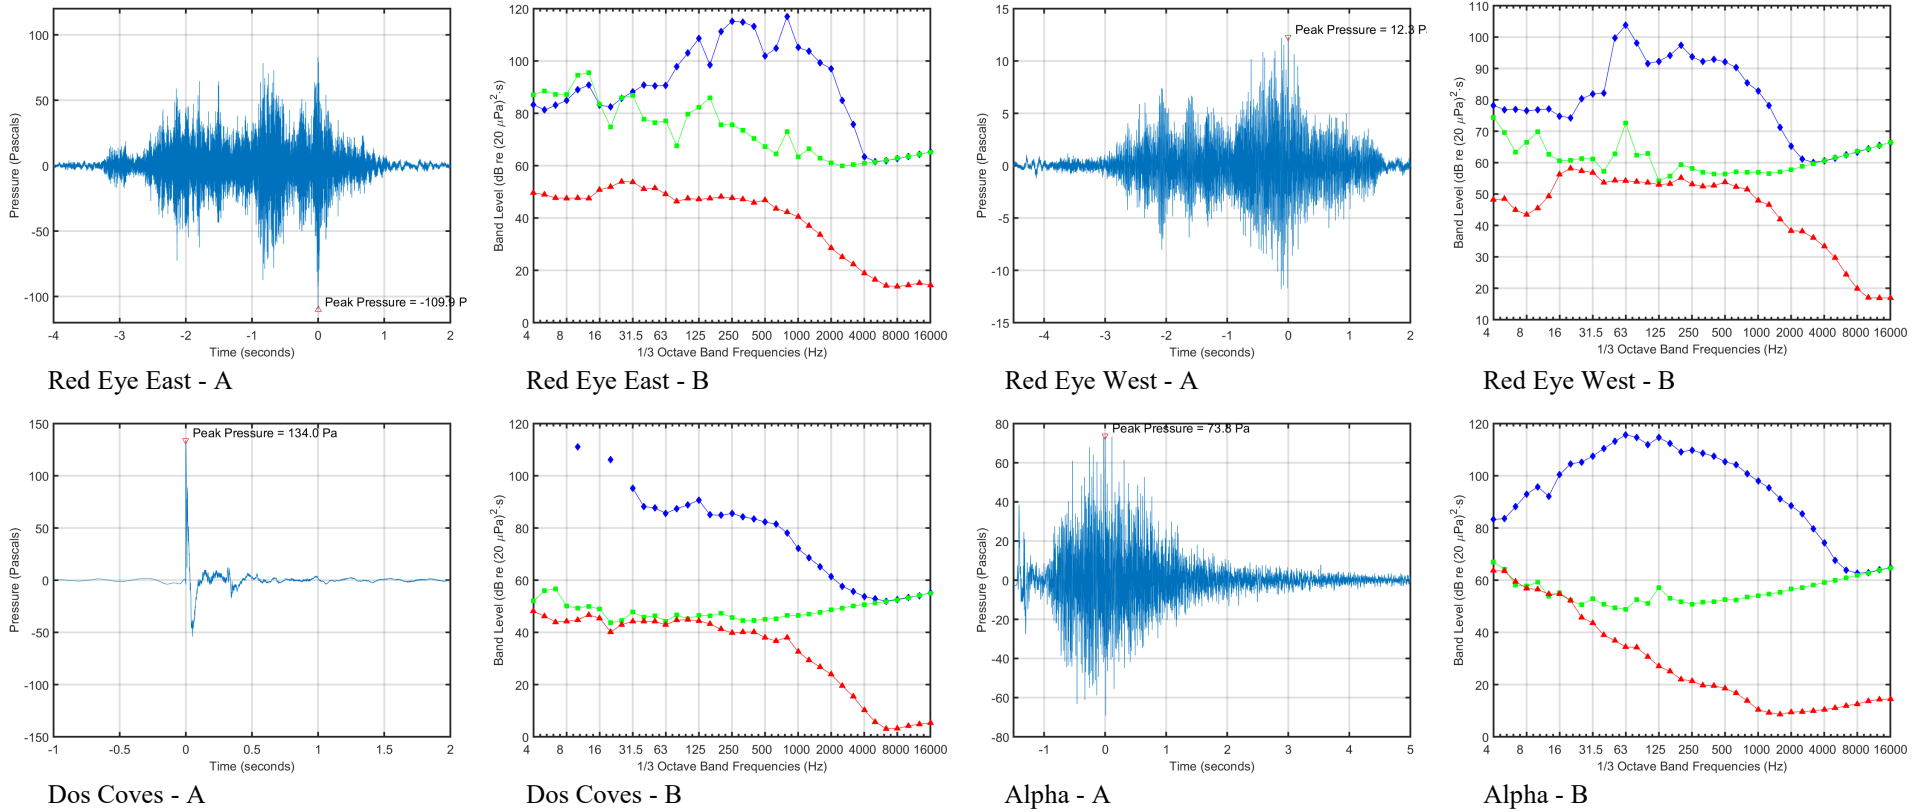 100
50
0
-50
-100
-4 -3 -2 -1 0 1 2
Pressure (Pascals)
Time (seconds)
Peak Pressure = -109.9 P
Red Eye East - A
120
100
80
60
40
20
0
4 8 16 31.5 63 125 250 500 1000 2000 4000 8000 16000
Band Level (dB re (20 μPa)²·s)
1/3 Octave Band Frequencies (Hz)
Red Eye East - B
15
10
5
0
-5
-10
-15
-4 -3 -2 -1 0 1 2
Pressure (Pascals)
Time (seconds)
Peak Pressure = 12.3 P
Red Eye West - A
110
100
90
80
70
60
50
40
30
20
10
4 8 16 31.5 63 125 250 500 1000 2000 4000 8000 16000
Band Level (dB re (20 μPa)²·s)
1/3 Octave Band Frequencies (Hz)
Red Eye West - B
150
100
50
0
-50
-100
-150
-1 -0.5 0 0.5 1 1.5 2
Pressure (Pascals)
Time (seconds)
Peak Pressure = 134.0 Pa
Dos Coves - A
120
100
80
60
40
20
0
4 8 16 31.5 63 125 250 500 1000 2000 4000 8000 16000
Band Level (dB re (20 μPa)²·s)
1/3 Octave Band Frequencies (Hz)
Dos Coves - B
80
60
40
20
0
-20
-40
-60
-80
-1 0 1 2 3 4 5
Pressure (Pascals)
Time (seconds)
Peak Pressure = 73.8 Pa
Alpha - A
120
100
80
60
40
20
0
4 8 16 31.5 63 125 250 500 1000 2000 4000 8000 16000
Band Level (dB re (20 μPa)²·s)
1/3 Octave Band Frequencies (Hz)
Alpha - B